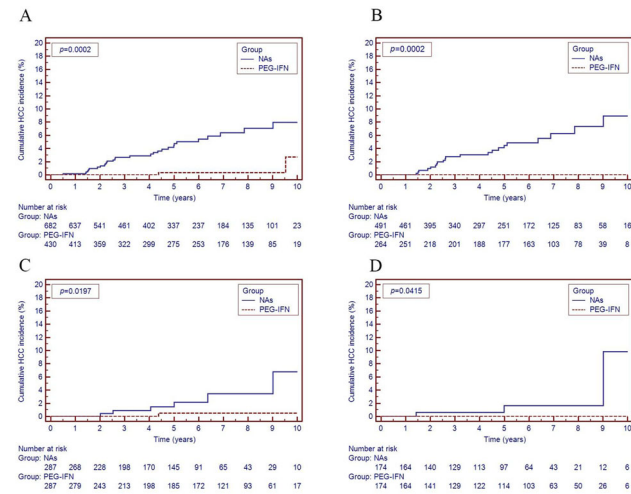 A
p=0.0002
Group
NAs
PEG-IFN
Cumulative HCC incidence (%)
20
18
16
14
12
10
8
6
4
2
0
0 1 2 3 4 5 6 7 8 9 10
Time (years)
Number at risk
Group: NAs
682 637 541 461 402 337 237 184 135 101 23
Group: PEG-IFN
430 413 359 322 299 275 253 176 139 85 19
B
p=0.0002
Group
NAs
PEG-IFN
Cumulative HCC incidence (%)
20
18
16
14
12
10
8
6
4
2
0
0 1 2 3 4 5 6 7 8 9 10
Time (years)
Number at risk
Group: NAs
491 461 395 340 297 251 172 125 83 58 16
Group: PEG-IFN
264 251 218 201 188 177 163 103 78 39 8
C
p=0.0197
Group
NAs
PEG-IFN
Cumulative HCC incidence (%)
20
18
16
14
12
10
8
6
4
2
0
0 1 2 3 4 5 6 7 8 9 10
Time (years)
Number at risk
Group: NAs
287 268 228 198 170 145 91 65 43 29 10
Group: PEG-IFN
287 279 243 213 198 185 172 121 93 61 17
D
p=0.0415
Group
NAs
PEG-IFN
Cumulative HCC incidence (%)
20
18
16
14
12
10
8
6
4
2
0
0 1 2 3 4 5 6 7 8 9 10
Time (years)
Number at risk
Group: NAs
174 164 140 129 113 97 64 43 21 12 6
Group: PEG-IFN
174 164 141 129 122 114 103 63 50 26 6